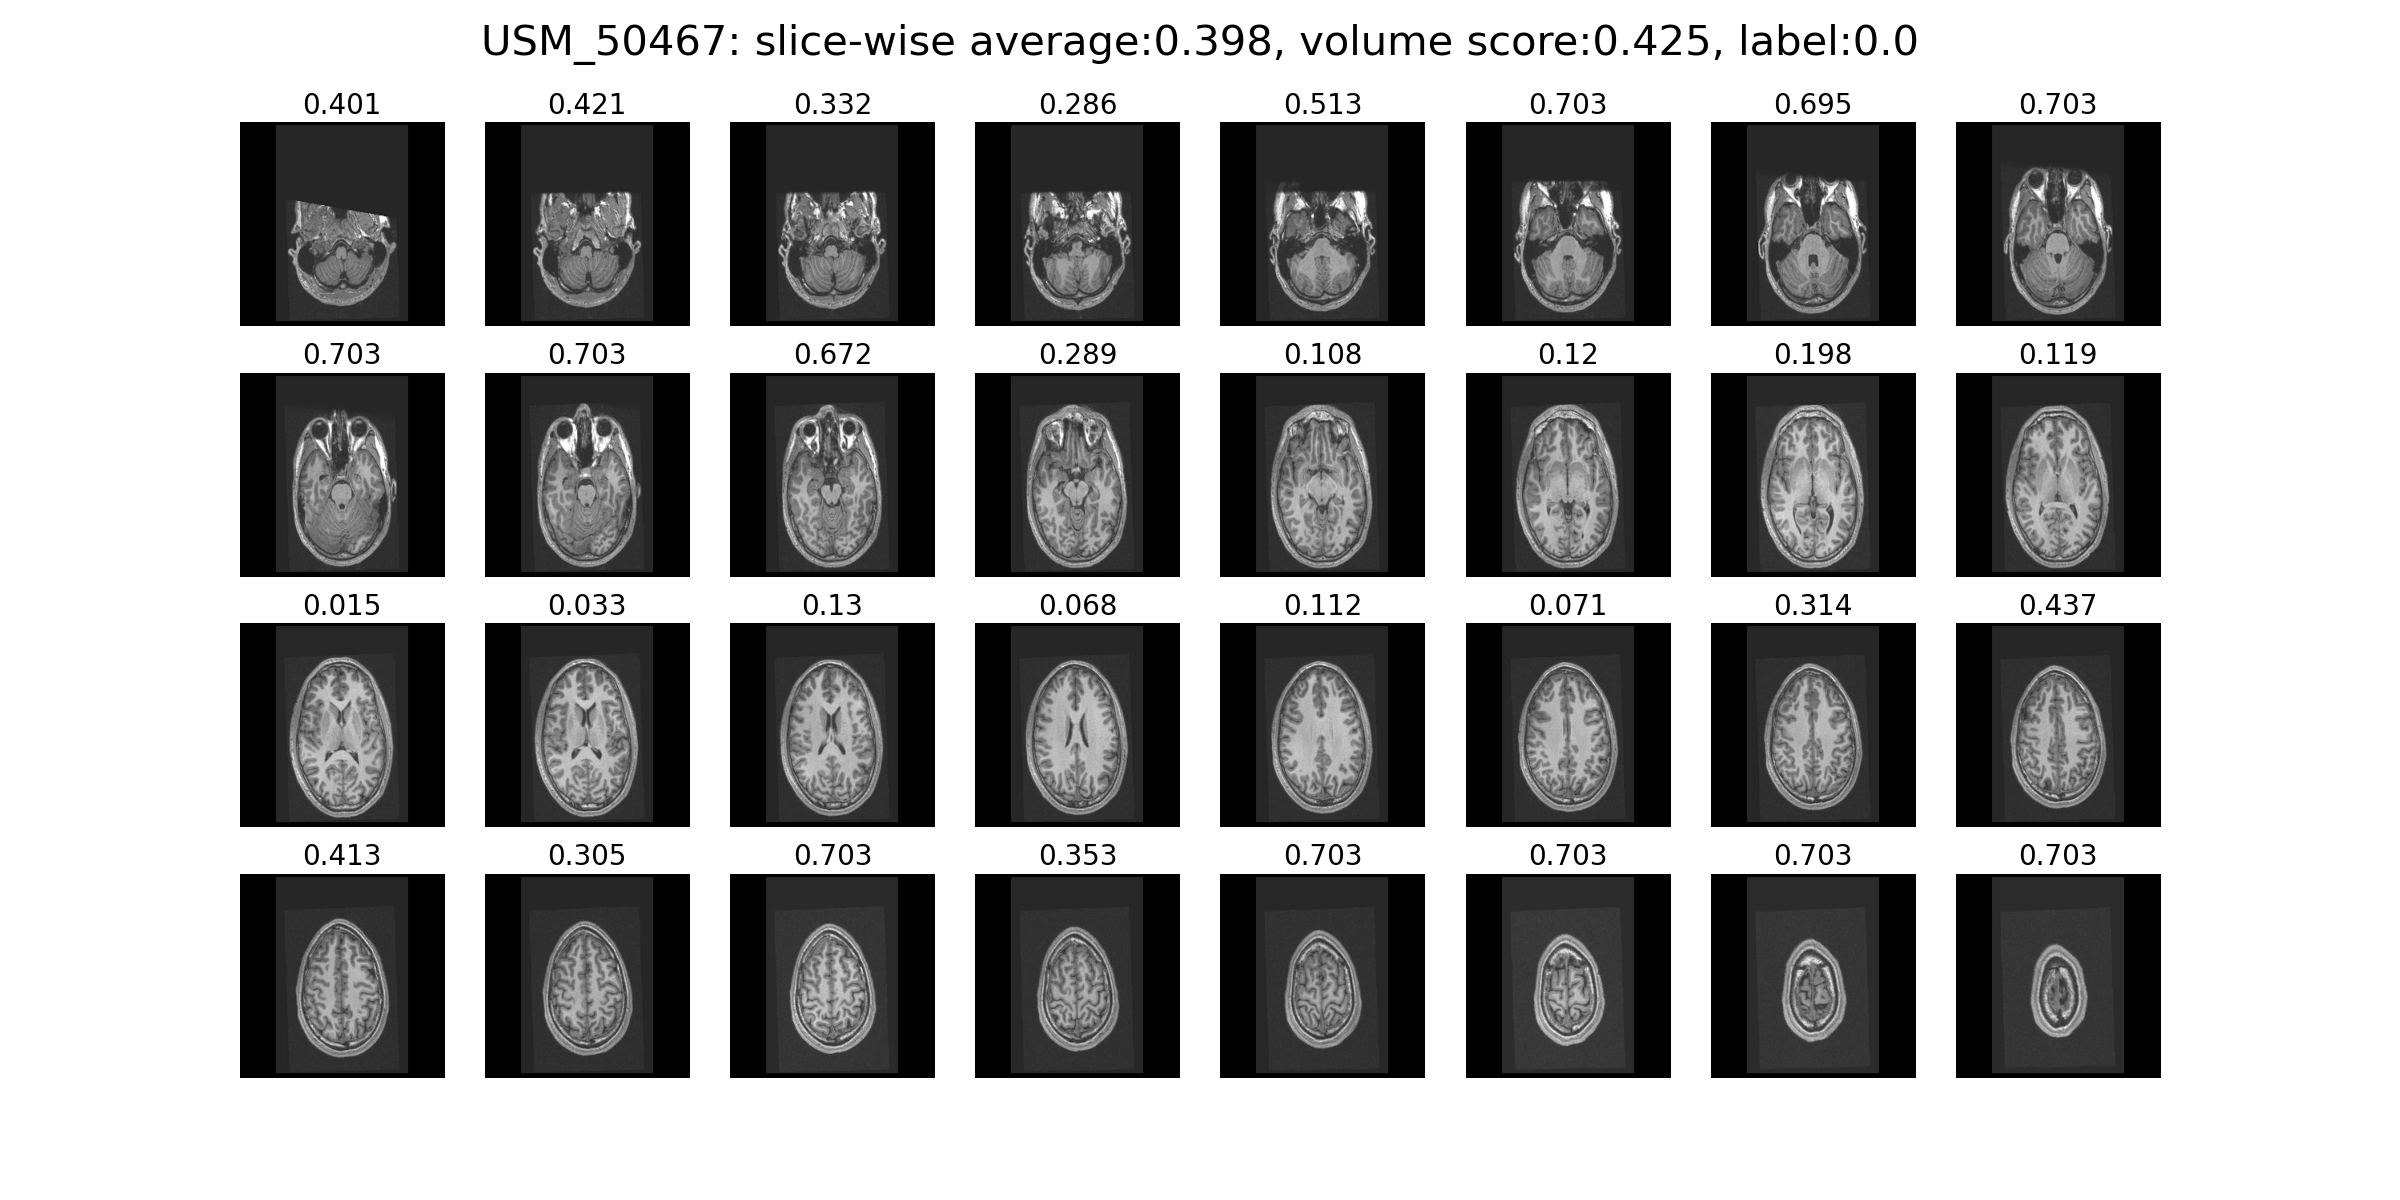 USM_50467: slice-wise average:0.398, volume score:0.425, label:0.0
0.401 0.421 0.332 0.286 0.513 0.703 0.695 0.703
0.703 0.703 0.672 0.289 0.108 0.12 0.198 0.119
0.015 0.033 0.13 0.068 0.112 0.071 0.314 0.437
0.413 0.305 0.703 0.353 0.703 0.703 0.703 0.703